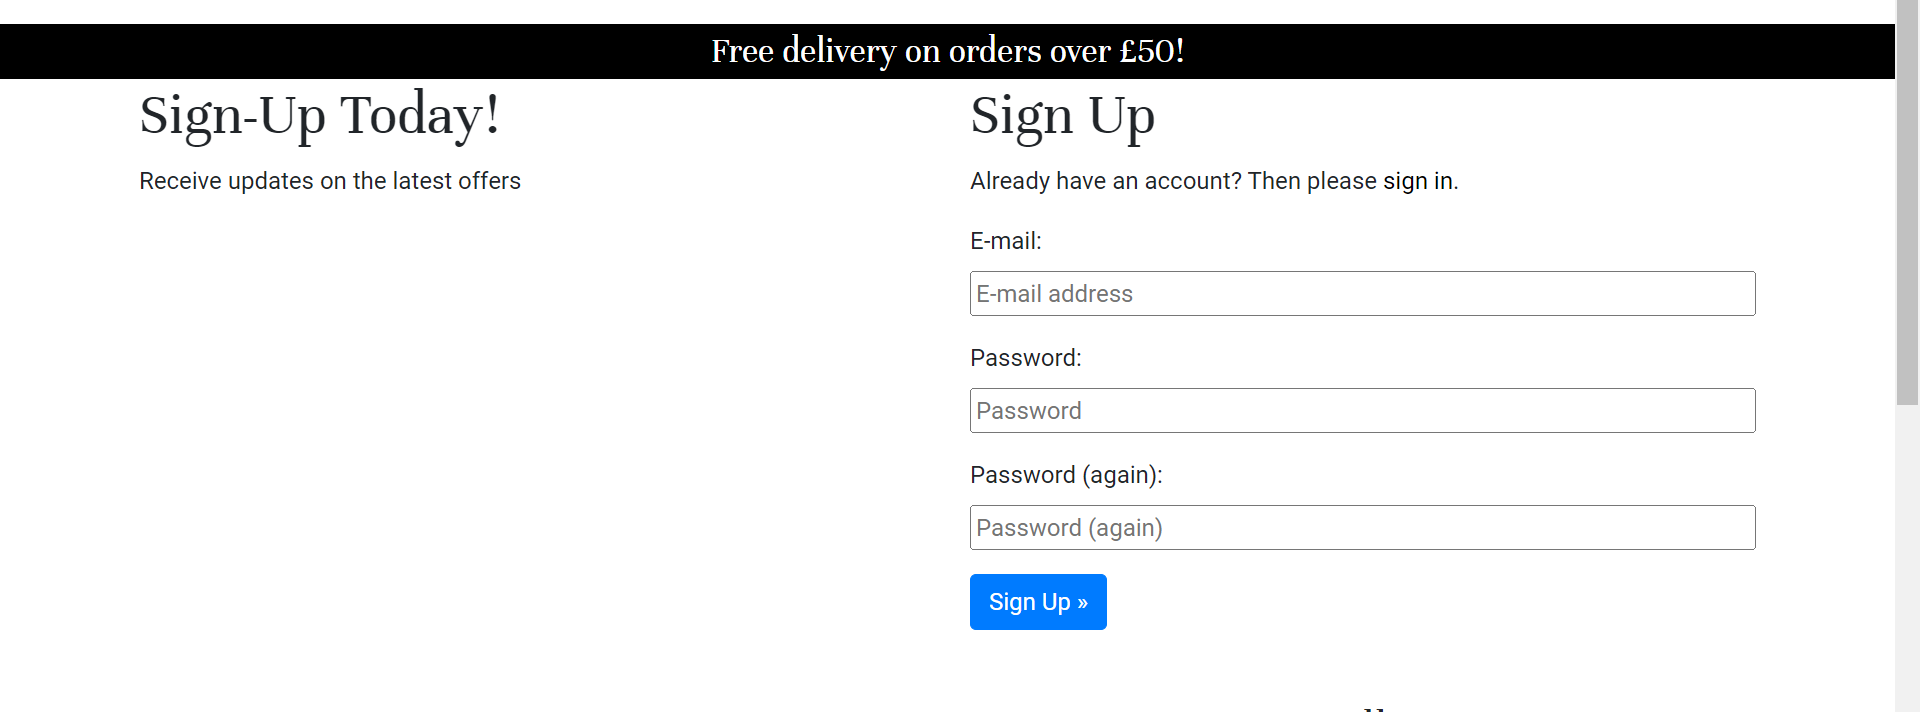 Free delivery on orders over £50!
Sign-Up Today!
Receive updates on the latest offers
Sign Up
Already have an account? Then please sign in.
E-mail:
E-mail address
Password:
Password
Password (again):
Password (again)
Sign Up »